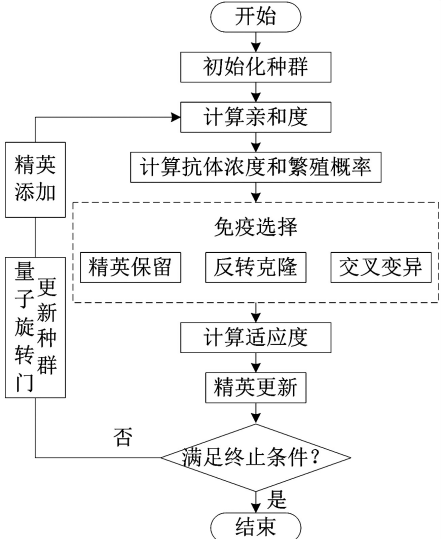 开始
初始化种群
计算亲和度
计算抗体浓度和繁殖概率
免疫选择
精英保留
反转克隆
交叉变异
计算适应度
精英更新
满足终止条件？
是
结束
否
量子旋转门
更新种群
精英
添加